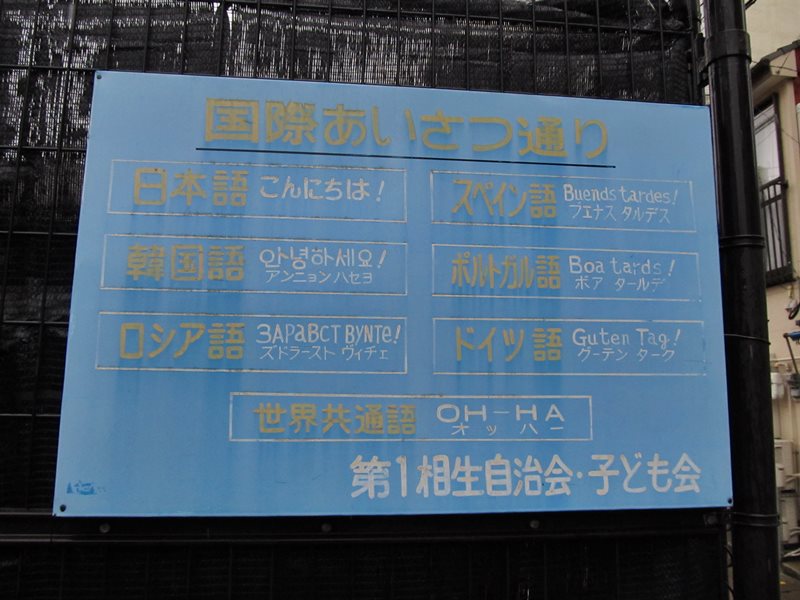 国際あいさつ通り
日本語 こんにちは!
韓国語 안녕하세요!
アンニョン ハセヨ
ロシア語 ЗАРаВСТ ВУNТЕ!
ズドラースト ヴィチェ
スペイン語 Buends tardes!
ブエナス タルデス
ポルトガル語 Boa tards!
ボア タールデ
ドイツ語 Guten Tag!
グーテン ターク
世界共通語 OH-HA
オッハー
第1相生自治会・子ども会